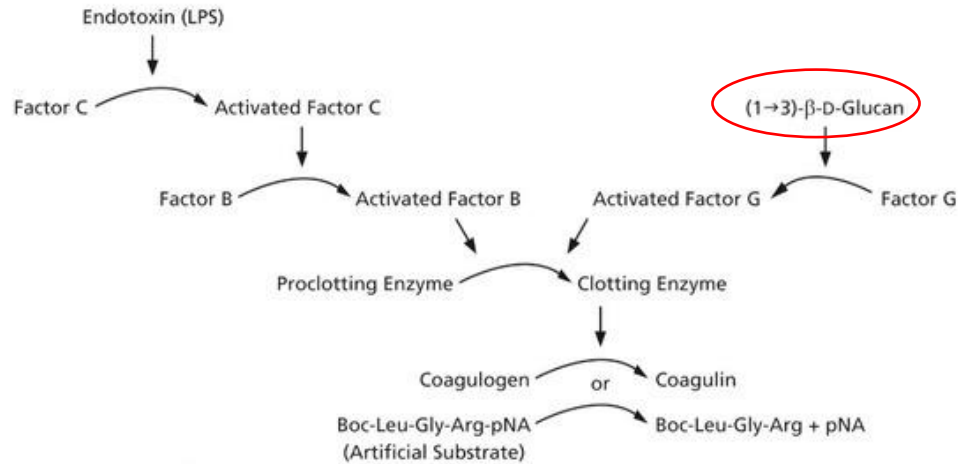 Endotoxin (LPS)
Factor C
Activated Factor C
(1→3)-β-D-Glucan
Factor B
Activated Factor B
Activated Factor G
Factor G
Proclotting Enzyme
Clotting Enzyme
Coagulogen
or
Coagulin
Boc-Leu-Gly-Arg-pNA
(Artificial Substrate)
Boc-Leu-Gly-Arg + pNA